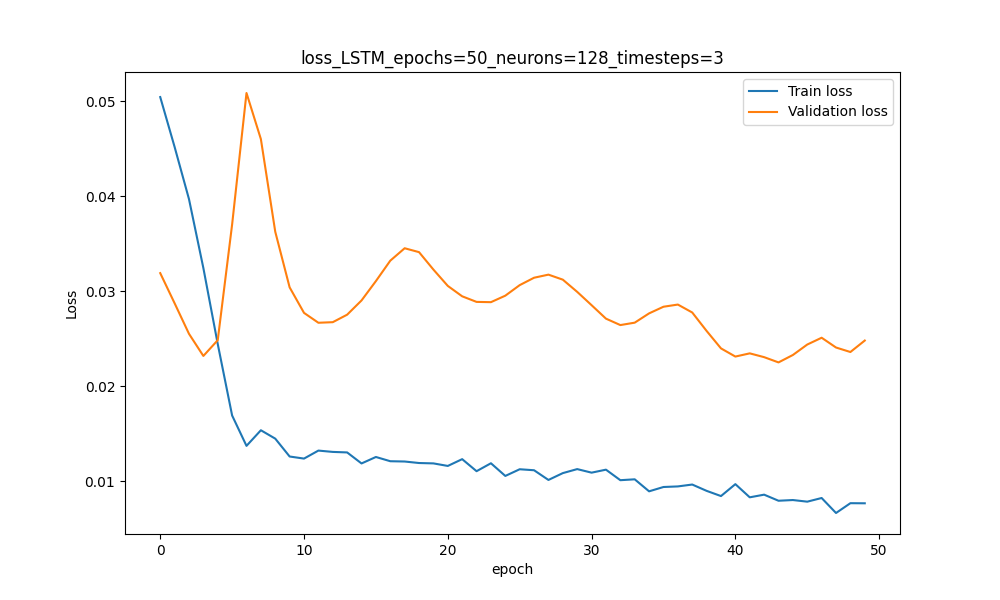 loss_LSTM_epochs=50_neurons=128_timesteps=3
Train loss
Validation loss
0.05
0.04
0.03
0.02
0.01
Loss
0 10 20 30 40 50
epoch